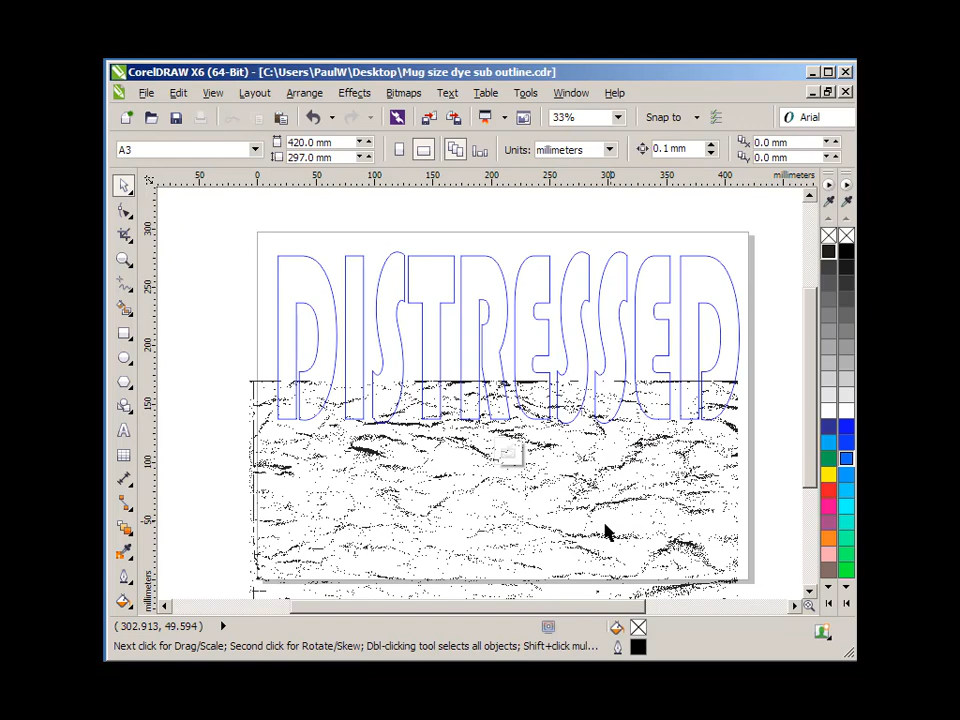 CorelDRAW X6 (64-Bit) - [C:\Users\PaulW\Desktop\Mug size dye sub outline.cdr]
File Edit View Layout Arrange Effects Bitmaps Text Table Tools Window Help
33% Snap to Arial
A3 420.0 mm 297.0 mm Units: millimeters 0.1 mm 0.0 mm 0.0 mm
50 0 50 100 150 200 250 300 350 400 millimeters
300
250
200
150
100
50
millimeters
DISTRESSED
( 302.913, 49.594 )
Next click for Drag/Scale; Second click for Rotate/Skew; Dbl-clicking tool selects all objects; Shift+click mul...